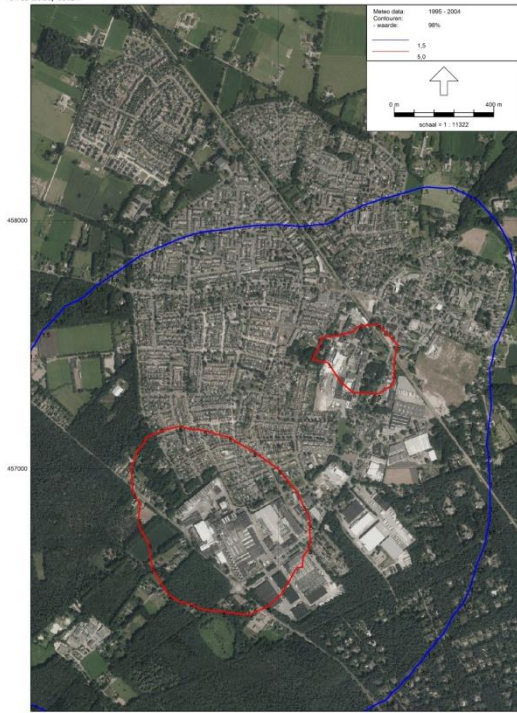 Meteo data: 1995 - 2004
Contouren:
- waarde: 98%
1,5
5,0
0 m 400 m
schaal = 1 : 11322
458000
457000